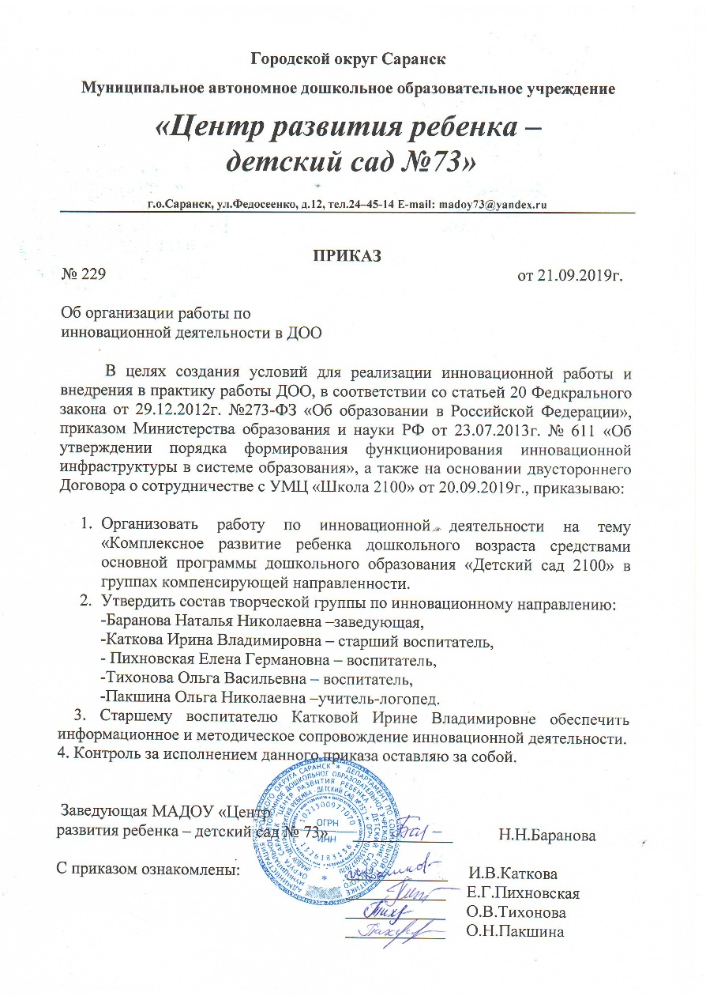 Городской округ Саранск
Муниципальное автономное дошкольное образовательное учреждение
«Центр развития ребенка –
детский сад №73»
г.о.Саранск, ул.Федосеенко, д.12, тел.24–45-14 E-mail: madoy73@yandex.ru
ПРИКАЗ
№ 229 от 21.09.2019г.
Об организации работы по
инновационной деятельности в ДОО
В целях создания условий для реализации инновационной работы и
внедрения в практику работы ДОО, в соответствии со статьей 20 Федкрального
закона от 29.12.2012г. №273-ФЗ «Об образовании в Российской Федерации»,
приказом Министерства образования и науки РФ от 23.07.2013г. № 611 «Об
утверждении порядка формирования функционирования инновационной
инфраструктуры в системе образования», а также на основании двустороннего
Договора о сотрудничестве с УМЦ «Школа 2100» от 20.09.2019г., приказываю:
1. Организовать работу по инновационной деятельности на тему
«Комплексное развитие ребенка дошкольного возраста средствами
основной программы дошкольного образования «Детский сад 2100» в
группах компенсирующей направленности.
2. Утвердить состав творческой группы по инновационному направлению:
-Баранова Наталья Николаевна –заведующая,
-Каткова Ирина Владимировна – старший воспитатель,
- Пихновская Елена Германовна – воспитатель,
-Тихонова Ольга Васильевна – воспитатель,
-Пакшина Ольга Николаевна –учитель-логопед.
3. Старшему воспитателю Катковой Ирине Владимировне обеспечить
информационное и методическое сопровождение инновационной деятельности.
4. Контроль за исполнением данного приказа оставляю за собой.
Заведующая МАДОУ «Центр
развития ребенка – детский сад № 73» Н.Н.Баранова
ОГРН
ИНН
1326183136
С приказом ознакомлены: И.В.Каткова
Е.Г.Пихновская
О.В.Тихонова
О.Н.Пакшина